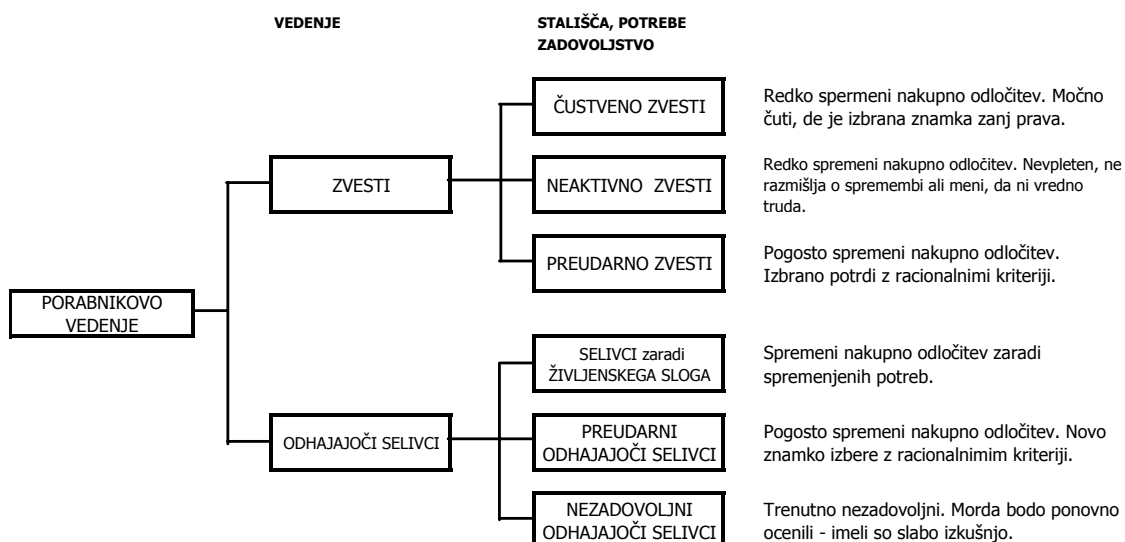 VEDENJE
STALIŠČA, POTREBE
ZADOVOLJSTVO
ČUSTVENO ZVESTI
Redko spermeni nakupno odločitev. Močno
čuti, de je izbrana znamka zanj prava.
ZVESTI
NEAKTIVNO ZVESTI
Redko spremeni nakupno odločitev. Nevpleten, ne
razmišlja o spremembi ali meni, da ni vredno
truda.
PREUDARNO ZVESTI
Pogosto spremeni nakupno odločitev.
Izbrano potrdi z racionalnimi kriteriji.
PORABNIKOVO
VEDENJE
SELIVCI zaradi
ŽIVLJENSKEGA SLOGA
Spremeni nakupno odločitev zaradi
spremenjenih potreb.
ODHAJAJOČI SELIVCI
PREUDARNI
ODHAJAJOČI SELIVCI
Pogosto spremeni nakupno odločitev. Novo
znamko izbere z racionalnimim kriteriji.
NEZADOVOLJNI
ODHAJAJOČI SELIVCI
Trenutno nezadovoljni. Morda bodo ponovno
ocenili - imeli so slabo izkušnjo.